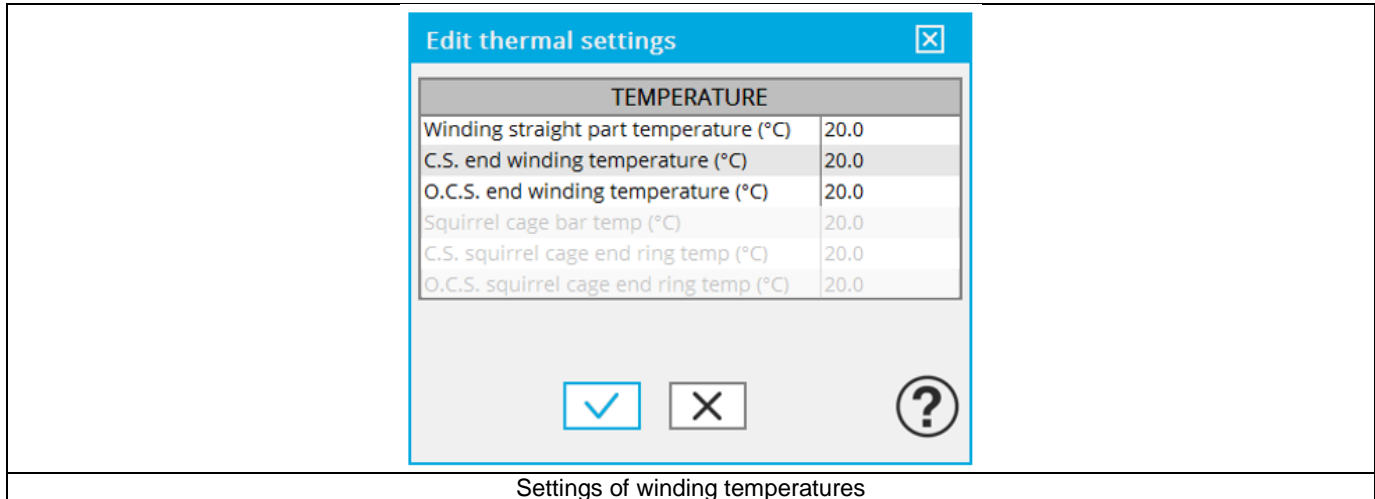 Edit thermal settings
TEMPERATURE
Winding straight part temperature (°C) 20.0
C.S. end winding temperature (°C) 20.0
O.C.S. end winding temperature (°C) 20.0
Squirrel cage bar temp (°C) 20.0
C.S. squirrel cage end ring temp (°C) 20.0
O.C.S. squirrel cage end ring temp (°C) 20.0
?
Settings of winding temperatures